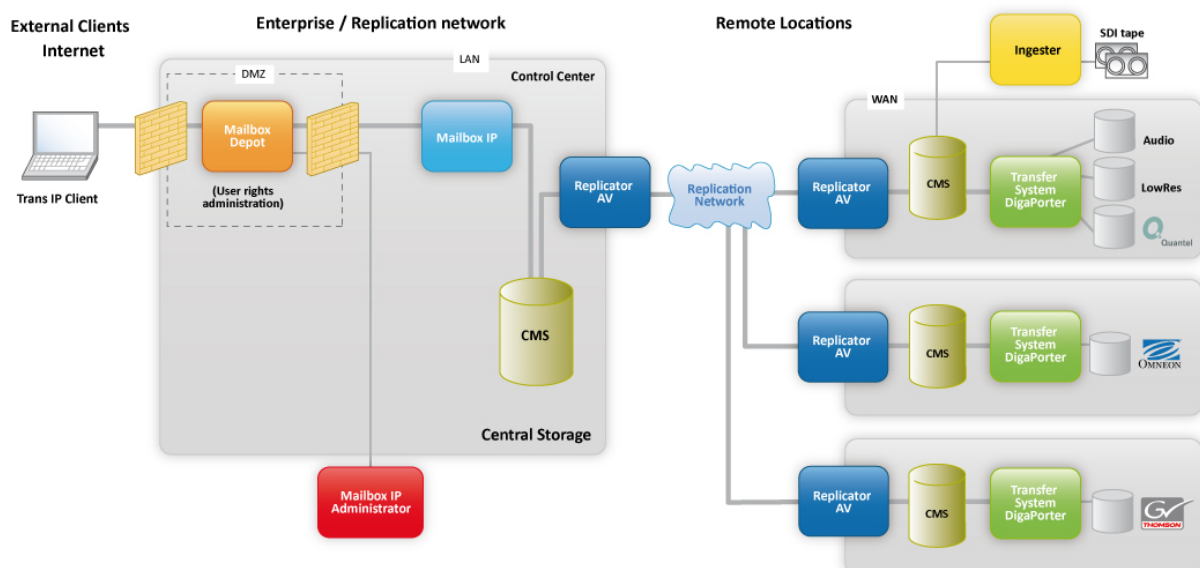 External Clients
Internet
Enterprise / Replication network
Remote Locations
DMZ
LAN
Control Center
Mailbox
Depot
(User rights
administration)
Mailbox IP
Trans IP Client
CMS
Central Storage
Mailbox IP
Administrator
Replicator
AV
Replication
Network
Ingester
SDI tape
WAN
Replicator
AV
CMS
Transfer
System
DigaPorter
Audio
LowRes
Quantel
Replicator
AV
CMS
Transfer
System
DigaPorter
OMNEON
Replicator
AV
CMS
Transfer
System
DigaPorter
GV
THOMSON